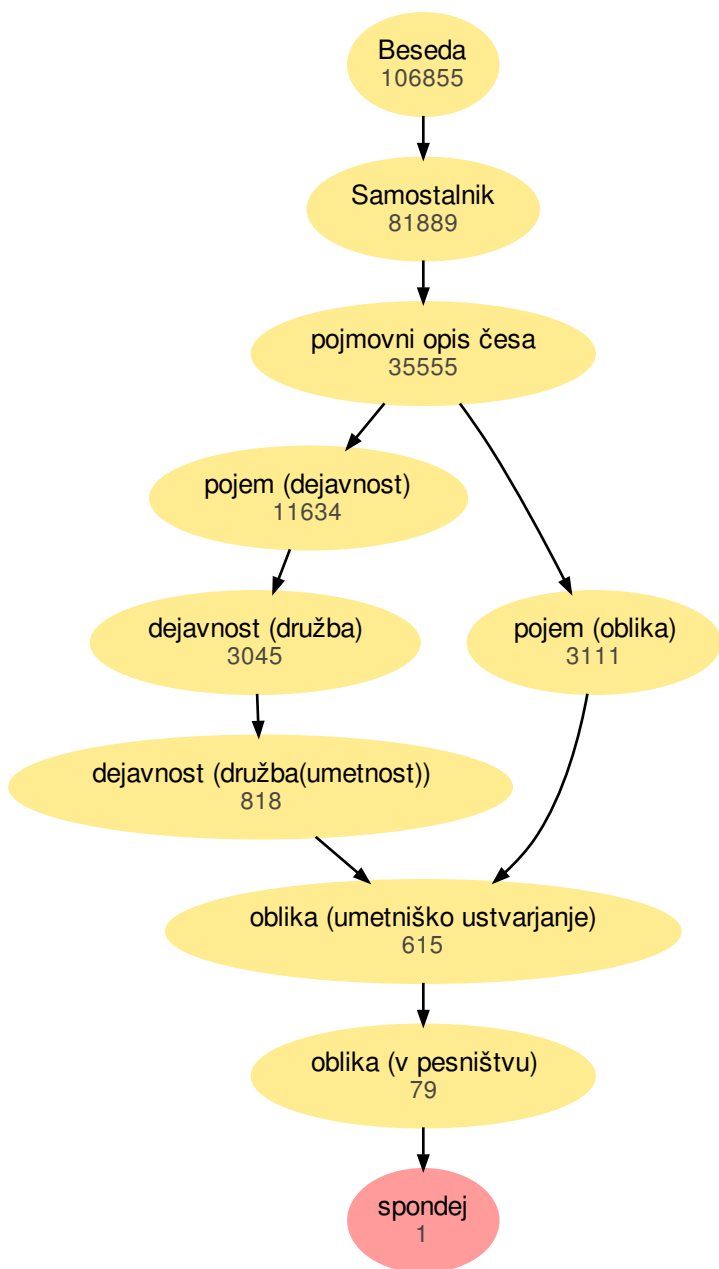 Beseda
106855
Samostalnik
81889
pojmovni opis česa
35555
pojem (dejavnost)
11634
dejavnost (družba)
3045
pojem (oblika)
3111
dejavnost (družba(umetnost))
818
oblika (umetniško ustvarjanje)
615
oblika (v pesništvu)
79
spondej
1